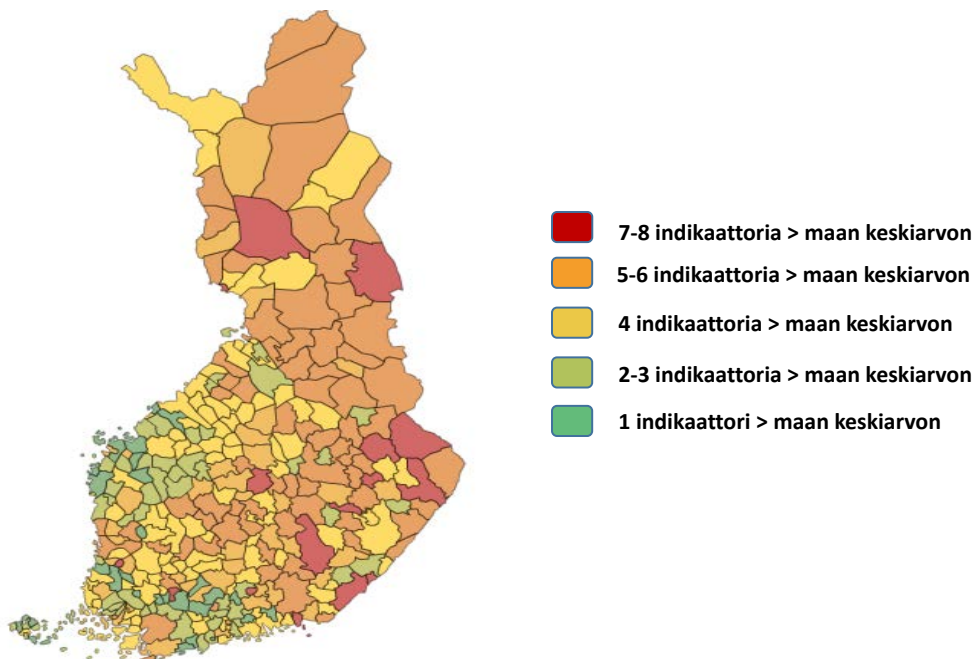 7-8 indikaattoria > maan keskiarvon
5-6 indikaattoria > maan keskiarvon
4 indikaattoria > maan keskiarvon
2-3 indikaattoria > maan keskiarvon
1 indikaattori > maan keskiarvon